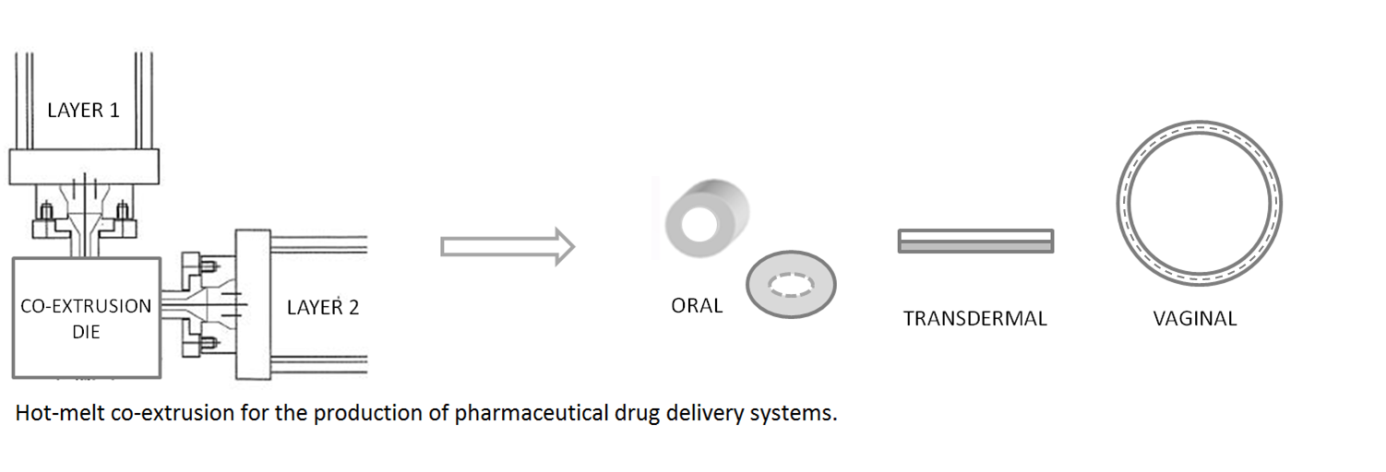 LAYER 1
CO-EXTRUSION
DIE
LAYER 2
ORAL
TRANSDERMAL
VAGINAL
Hot-melt co-extrusion for the production of pharmaceutical drug delivery systems.